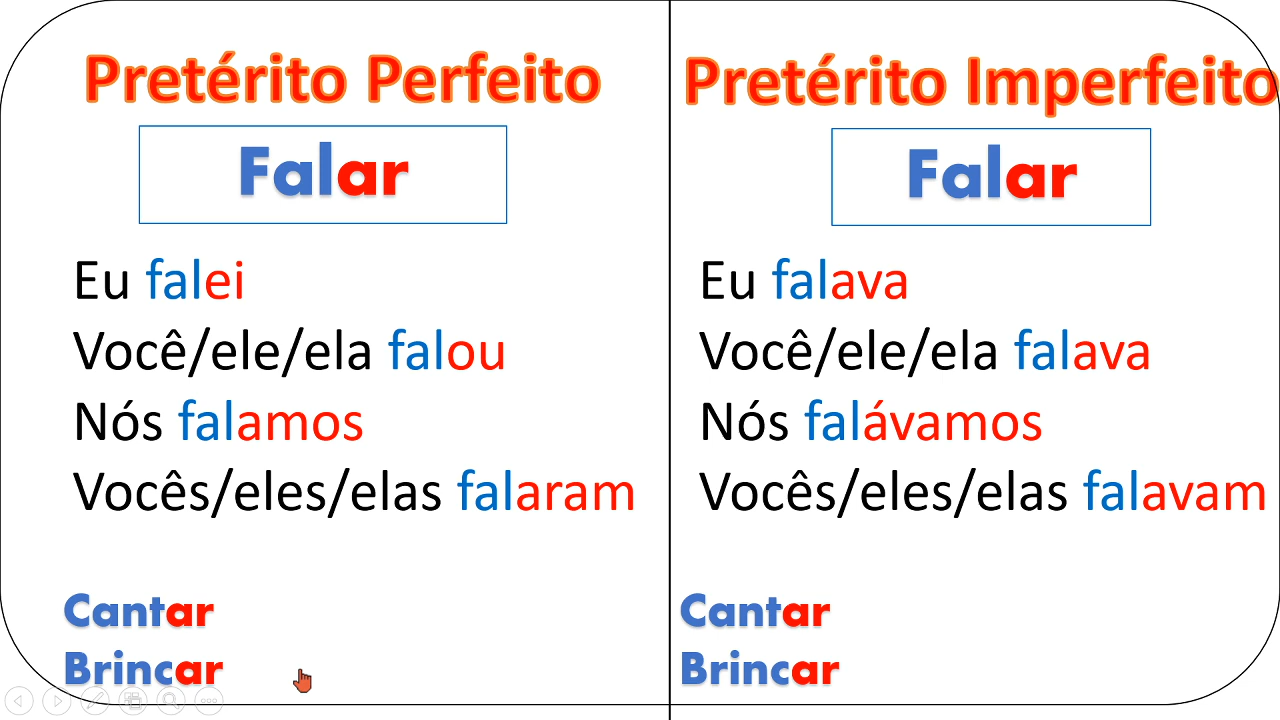 Pretérito Perfeito
Falar
Eu falei
Você/ele/ela falou
Nós falamos
Vocês/eles/elas falaram
Cantar
Brincar
Pretérito Imperfeito
Falar
Eu falava
Você/ele/ela falava
Nós falávamos
Vocês/eles/elas falavam
Cantar
Brincar